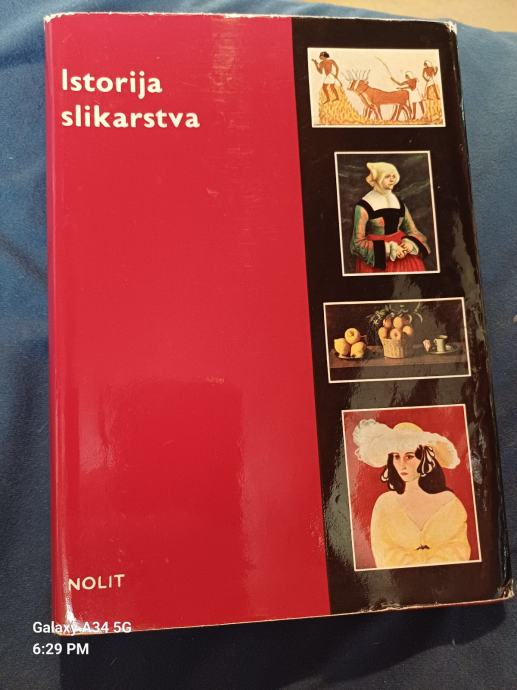 Istorija
slikarstva
NOLIT
Galaxy A34 5G
6:29 PM